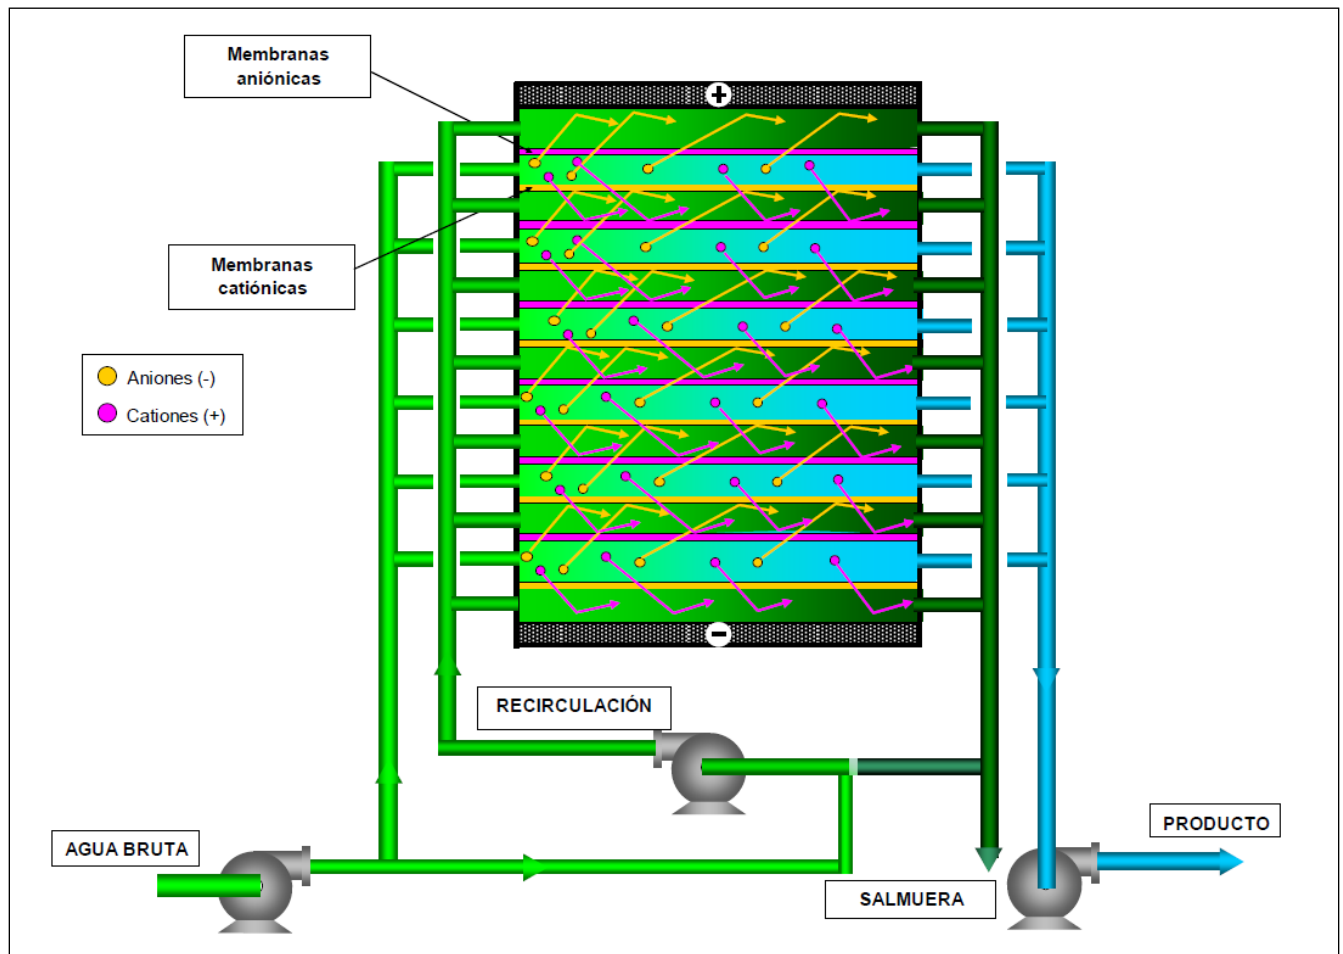 Membranas
aniónicas
+
Membranas
catiónicas
Aniones (-)
Cationes (+)
−
RECIRCULACIÓN
AGUA BRUTA
PRODUCTO
SALMUERA